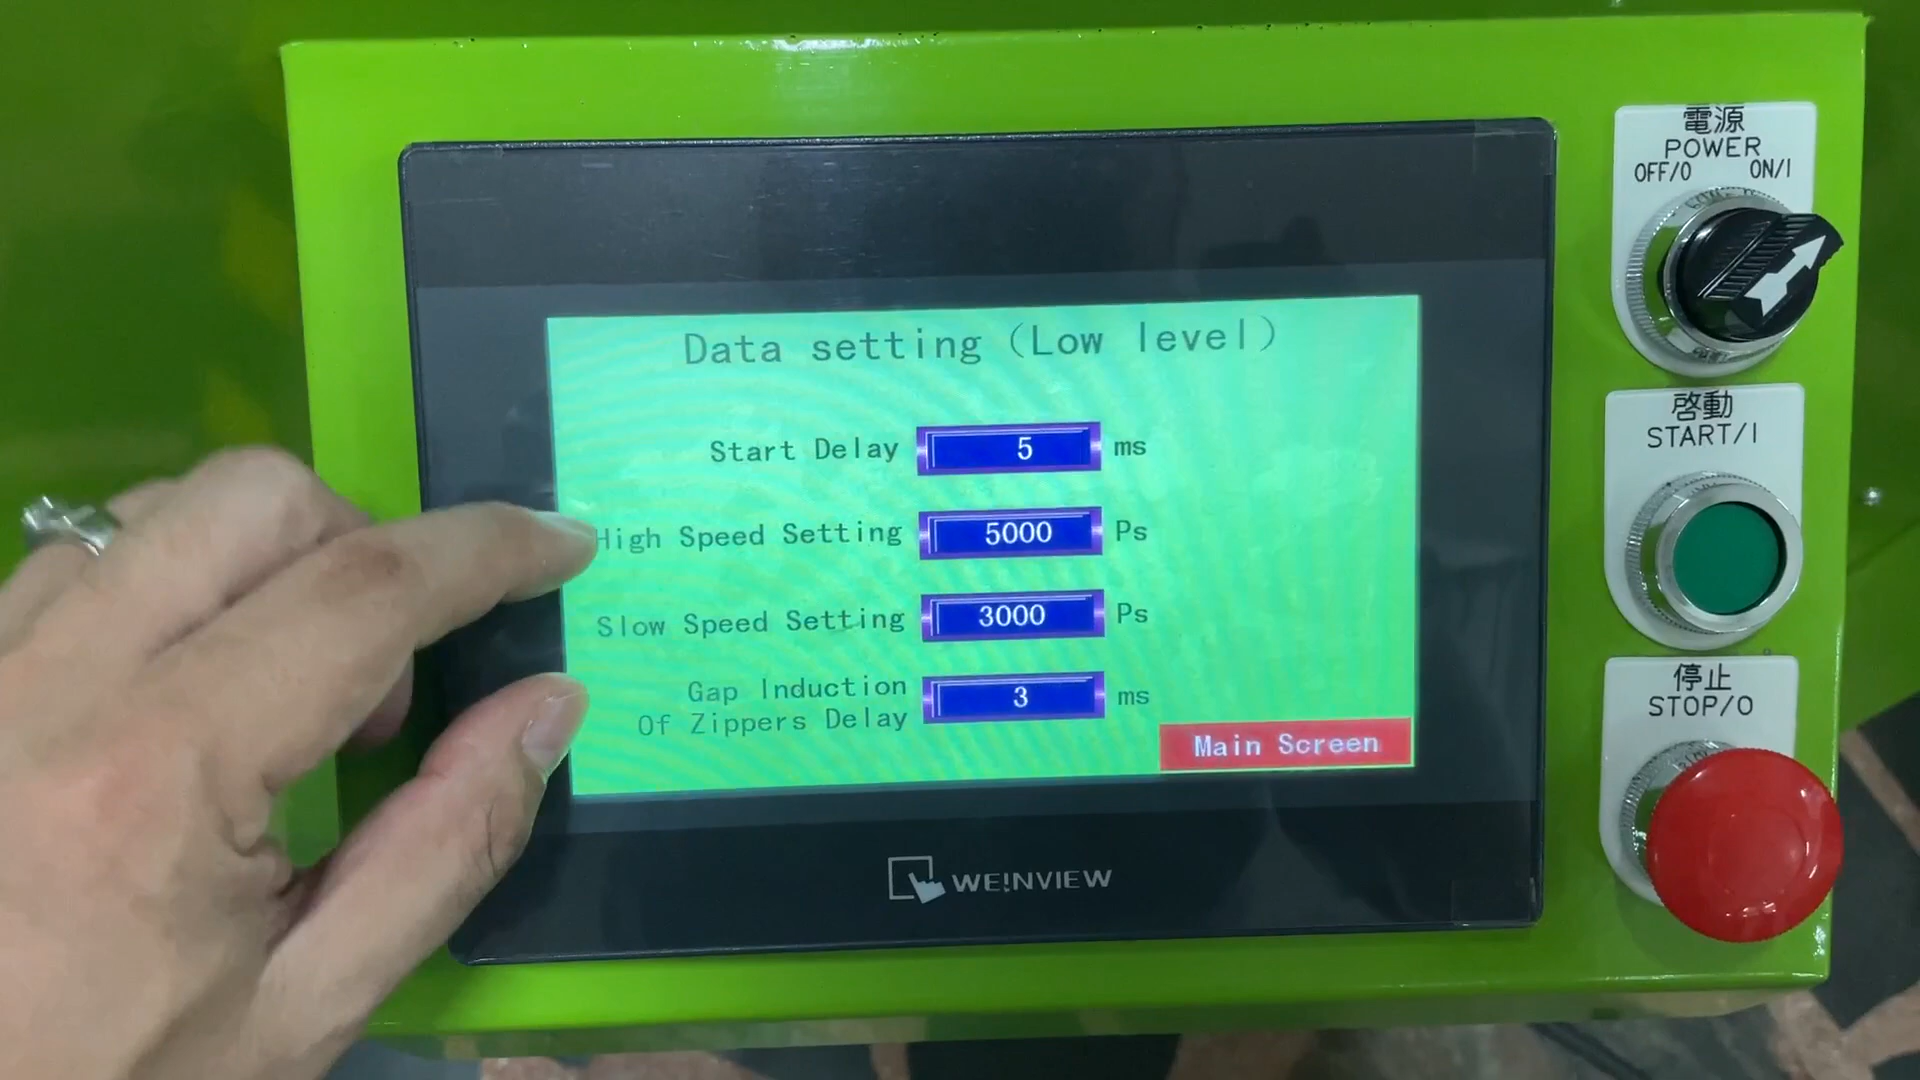 Data setting (Low level)
Start Delay 5 ms
High Speed Setting 5000 Ps
Slow Speed Setting 3000 Ps
Gap Induction
Of Zippers Delay 3 ms
Main Screen
WE!NVIEW
電源
POWER
OFF/O ON/I
啓動
START/I
停止
STOP/O